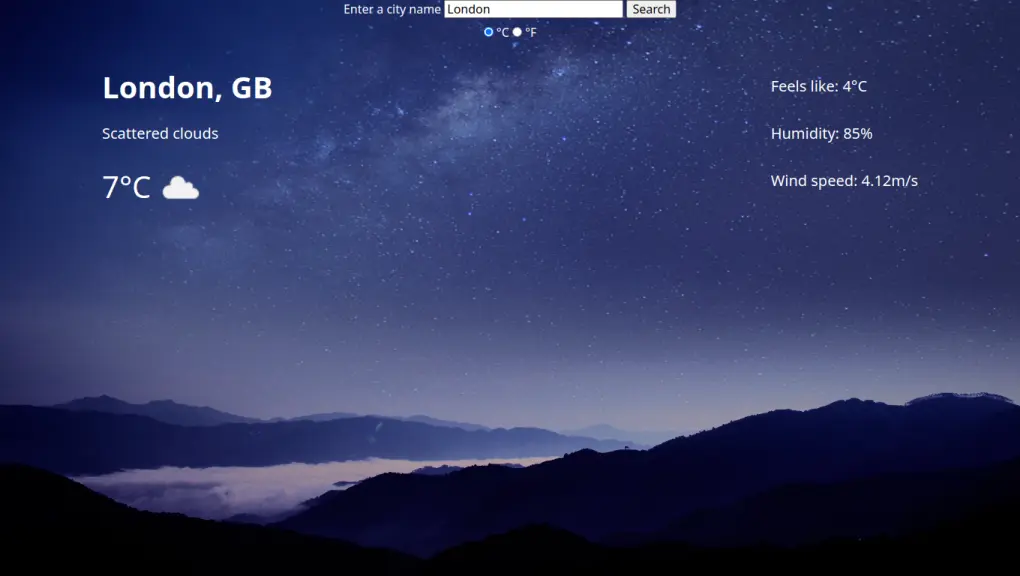 Enter a city name London Search
°C °F
London, GB
Scattered clouds
7°C
Feels like: 4°C
Humidity: 85%
Wind speed: 4.12m/s